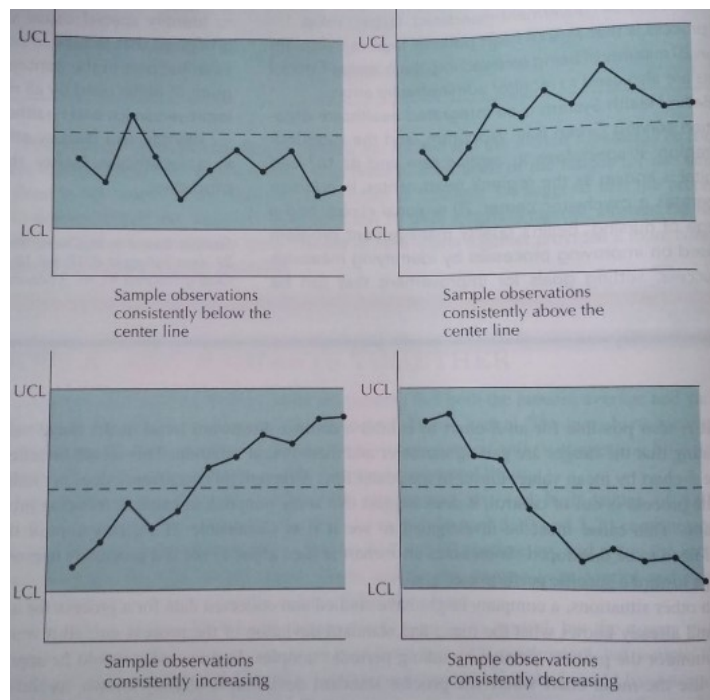 UCL
LCL
Sample observations
consistently below the
center line
UCL
LCL
Sample observations
consistently above the
center line
UCL
LCL
Sample observations
consistently increasing
UCL
LCL
Sample observations
consistently decreasing